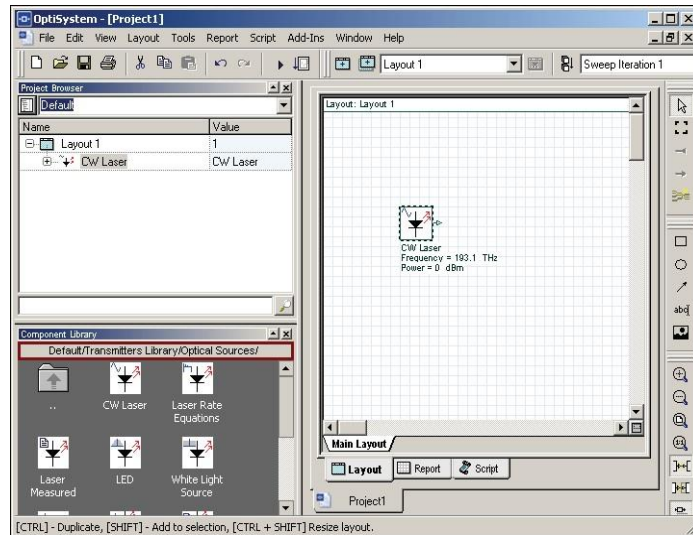 OptiSystem - [Project1]
File Edit View Layout Tools Report Script Add-Ins Window Help
Layout 1
Sweep Iteration 1
Project Browser
Default
Name Value
Layout 1 1
CW Laser CW Laser
Layout: Layout 1
CW Laser
Frequency = 193.1 THz
Power = 0 dBm
Component Library
Default/Transmitters Library/Optical Sources/
..
CW Laser
Laser Rate
Equations
Laser
Measured
LED
White Light
Source
Main Layout
Layout Report Script
Project1
[CTRL] - Duplicate, [SHIFT] - Add to selection, [CTRL + SHIFT] Resize layout.